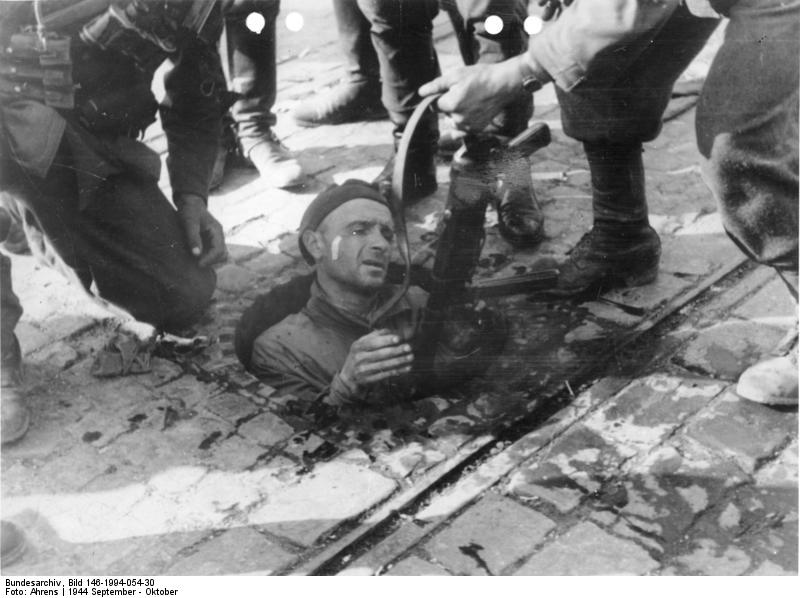 Bundesarchiv, Bild 146-1994-054-30
Foto: Ahrens | 1944 September - Oktober